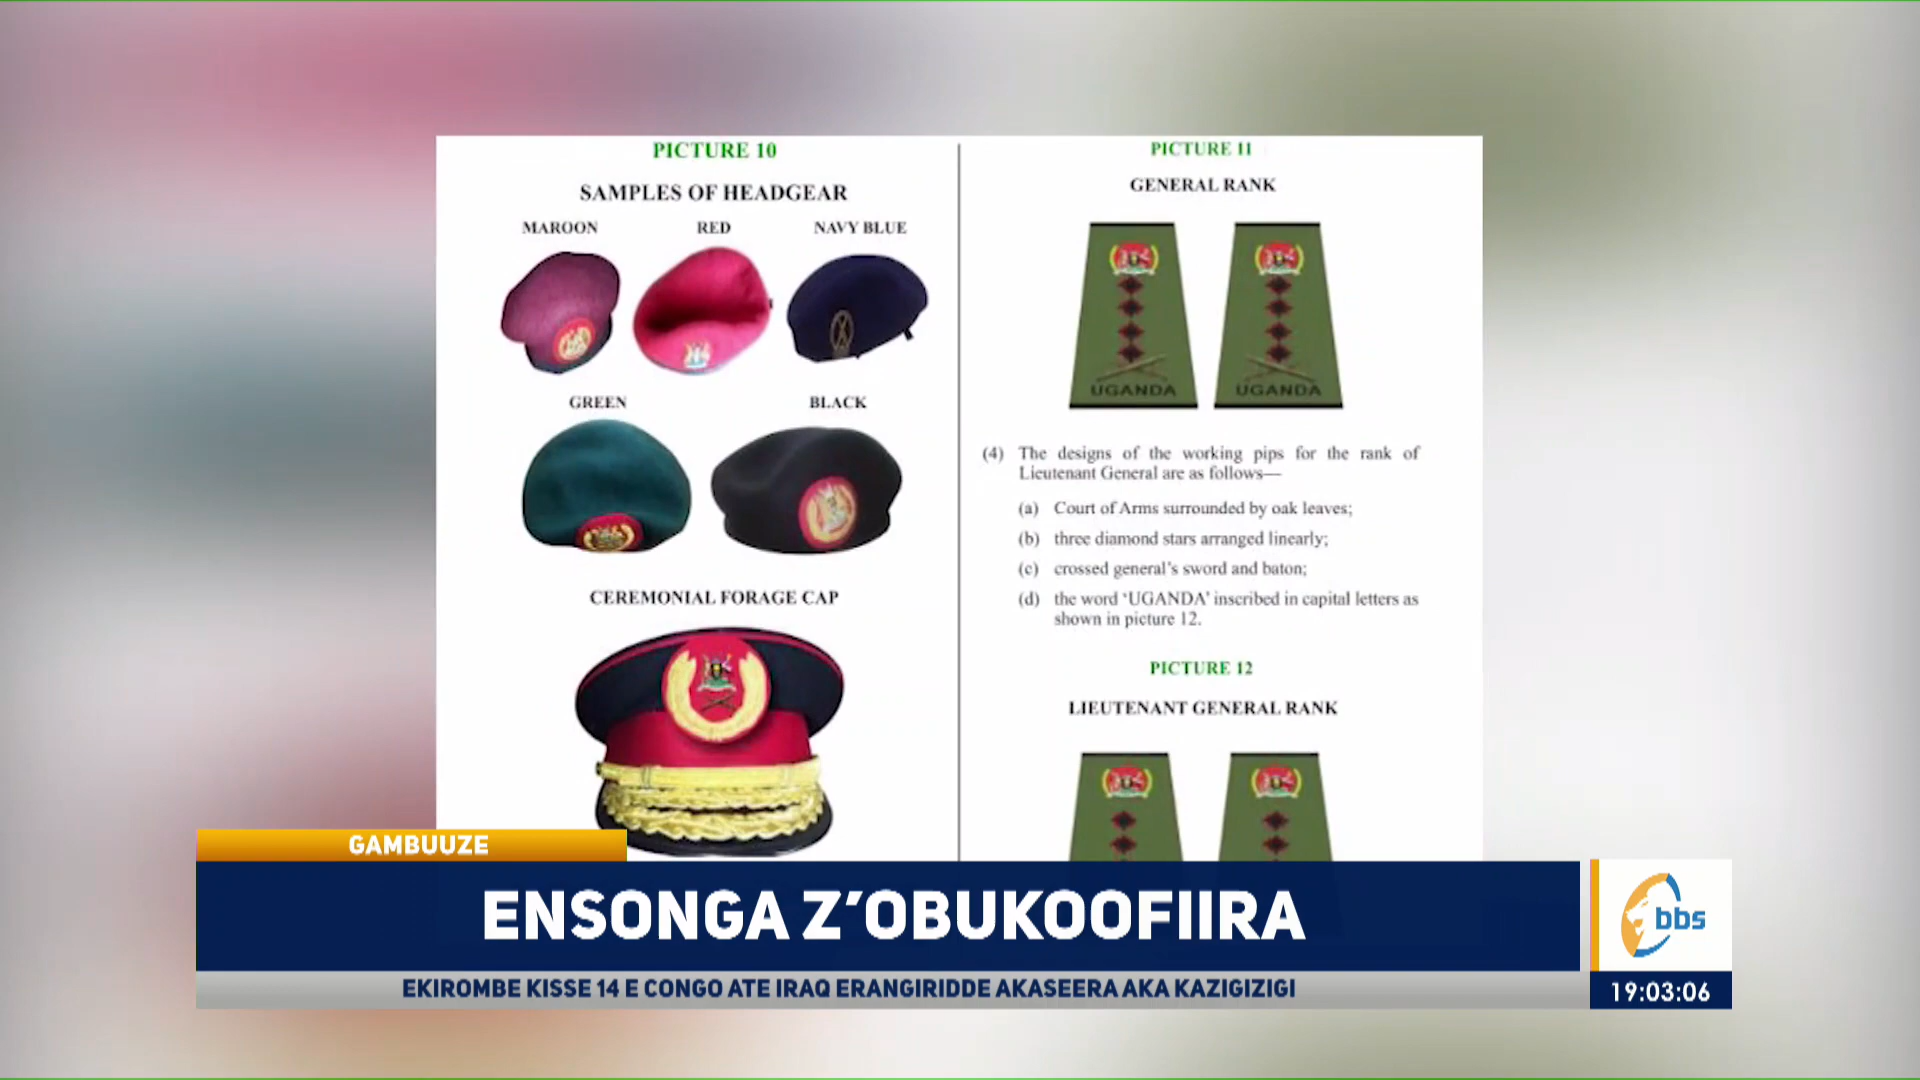 PICTURE 10
SAMPLES OF HEADGEAR
MAROON
RED
NAVY BLUE
GREEN
BLACK
CEREMONIAL FORAGE CAP
PICTURE 11
GENERAL RANK
UGANDA
UGANDA
(4) The designs of the working pips for the rank of
Lieutenant General are as follows—
(a) Court of Arms surrounded by oak leaves;
(b) three diamond stars arranged linearly;
(c) crossed general's sword and baton;
(d) the word 'UGANDA' inscribed in capital letters as
shown in picture 12.
PICTURE 12
LIEUTENANT GENERAL RANK
GAMBUUZE
ENSONGA Z'OBUKOOFIIRA
EKIROMBE KISSE 14 E CONGO ATE IRAQ ERANGIRIDDE AKASEERA AKA KAZIGIZIGI
bbs
19:03:06